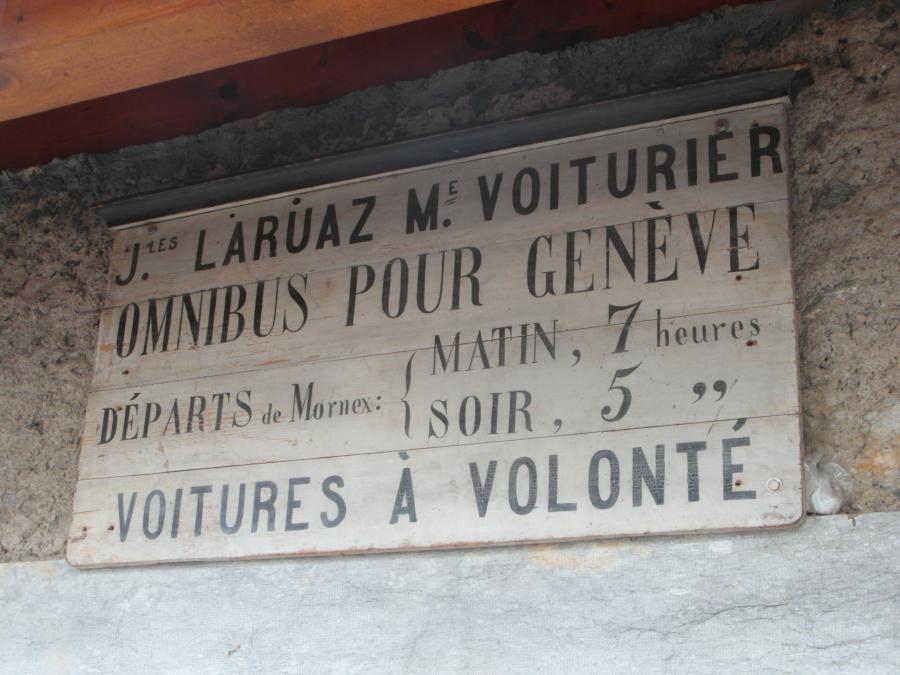 J.LES LARUAZ ME. VOITURIER
OMNIBUS POUR GENÈVE
DÉPARTS de Mornex: { MATIN, 7 heures
SOIR, 5 ,,
VOITURES À VOLONTÉ